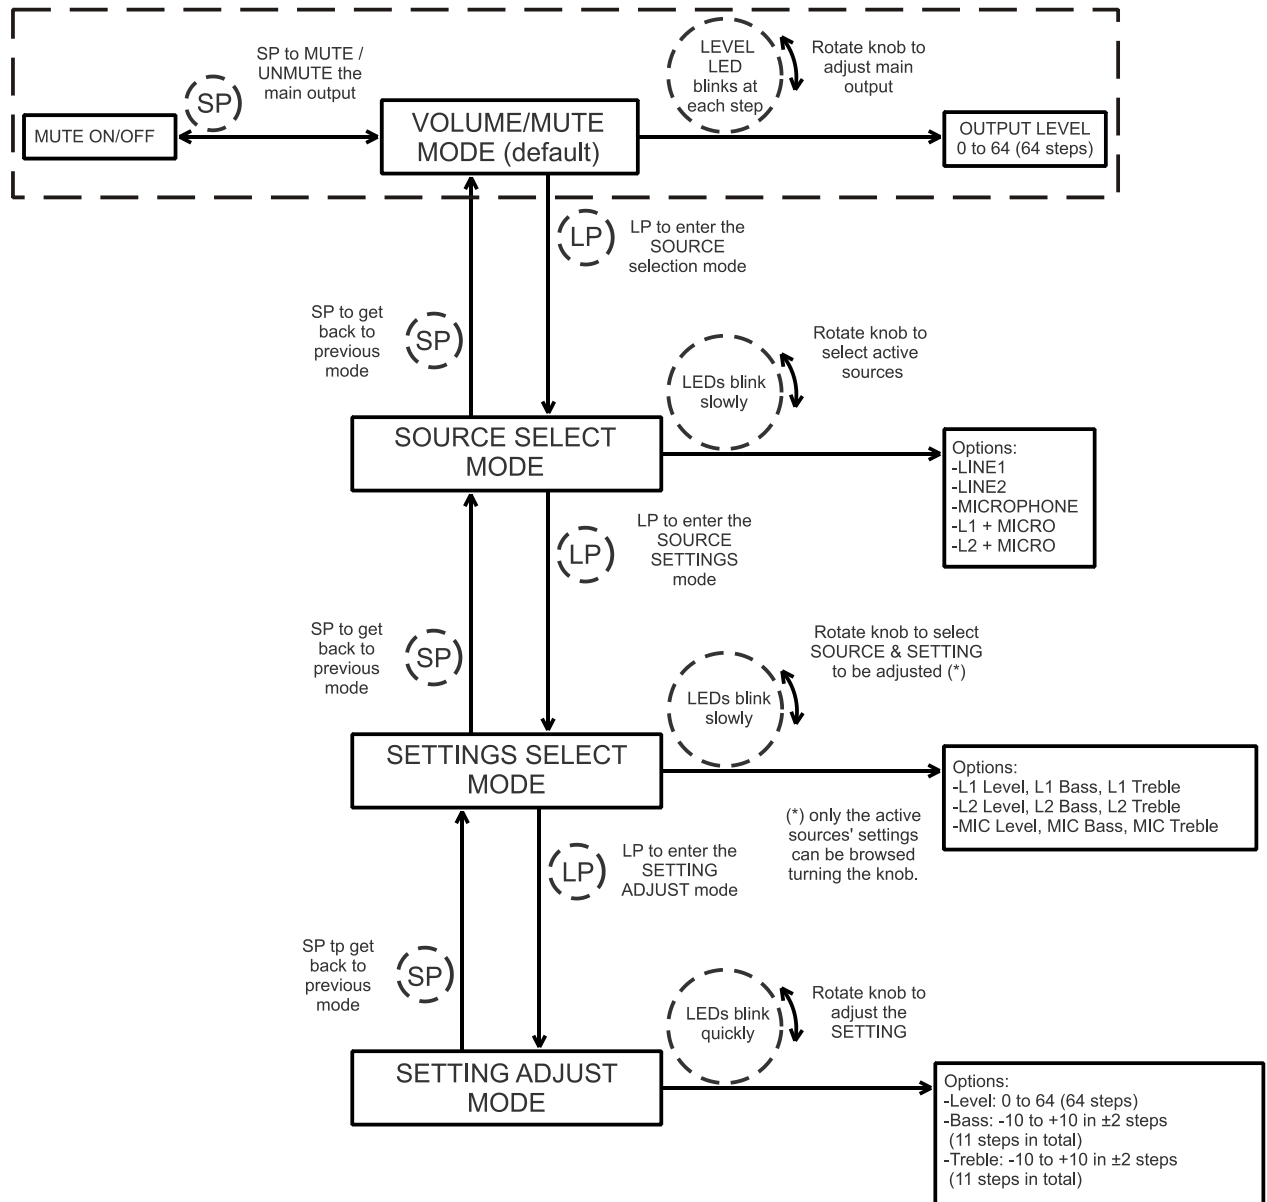 SP to MUTE /
UNMUTE the
main output
SP
MUTE ON/OFF
VOLUME/MUTE
MODE (default)
LEVEL
LED
blinks at
each step
Rotate knob to
adjust main
output
OUTPUT LEVEL
0 to 64 (64 steps)
LP
LP to enter the
SOURCE
selection mode
SP to get
back to
previous
mode
SP
SOURCE SELECT
MODE
LEDs blink
slowly
Rotate knob to
select active
sources
Options:
-LINE1
-LINE2
-MICROPHONE
-L1 + MICRO
-L2 + MICRO
LP
LP to enter the
SOURCE
SETTINGS
mode
SP to get
back to
previous
mode
SP
SETTINGS SELECT
MODE
LEDs blink
slowly
Rotate knob to select
SOURCE & SETTING
to be adjusted (*)
Options:
-L1 Level, L1 Bass, L1 Treble
-L2 Level, L2 Bass, L2 Treble
-MIC Level, MIC Bass, MIC Treble
(*) only the active
sources' settings
can be browsed
turning the knob.
LP
LP to enter the
SETTING
ADJUST mode
SP tp get
back to
previous
mode
SP
SETTING ADJUST
MODE
LEDs blink
quickly
Rotate knob to
adjust the
SETTING
Options:
-Level: 0 to 64 (64 steps)
-Bass: -10 to +10 in ±2 steps
(11 steps in total)
-Treble: -10 to +10 in ±2 steps
(11 steps in total)